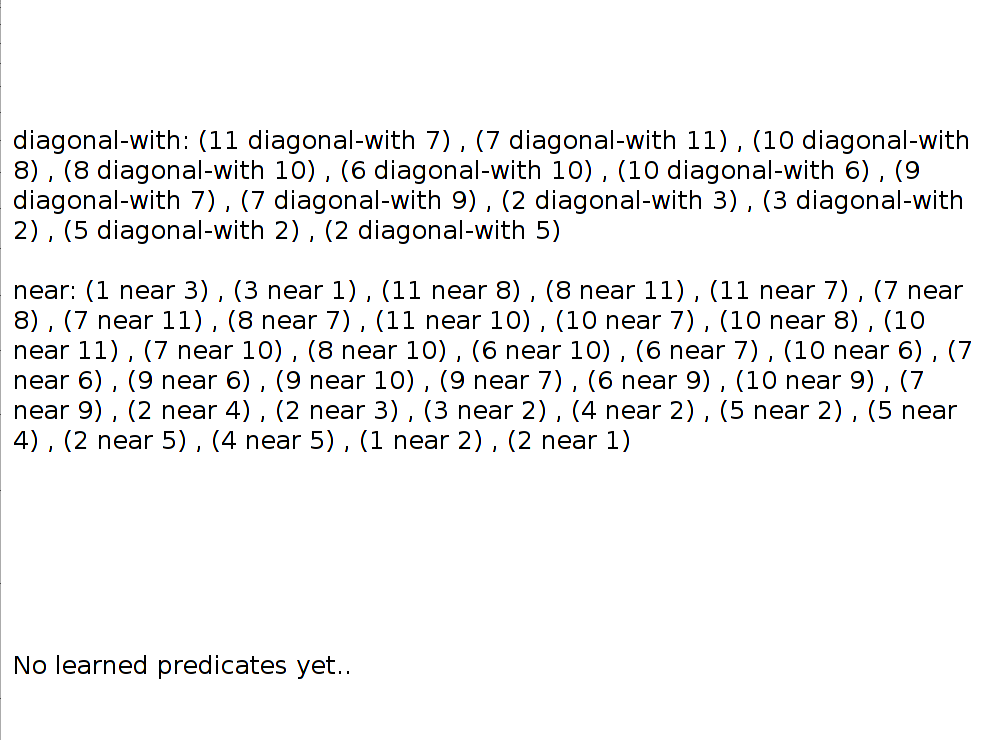 diagonal-with: (11 diagonal-with 7) , (7 diagonal-with 11) , (10 diagonal-with
8) , (8 diagonal-with 10) , (6 diagonal-with 10) , (10 diagonal-with 6) , (9
diagonal-with 7) , (7 diagonal-with 9) , (2 diagonal-with 3) , (3 diagonal-with
2) , (5 diagonal-with 2) , (2 diagonal-with 5)
near: (1 near 3) , (3 near 1) , (11 near 8) , (8 near 11) , (11 near 7) , (7 near
8) , (7 near 11) , (8 near 7) , (11 near 10) , (10 near 7) , (10 near 8) , (10
near 11) , (7 near 10) , (8 near 10) , (6 near 10) , (6 near 7) , (10 near 6) , (7
near 6) , (9 near 6) , (9 near 10) , (9 near 7) , (6 near 9) , (10 near 9) , (7
near 9) , (2 near 4) , (2 near 3) , (3 near 2) , (4 near 2) , (5 near 2) , (5 near
4) , (2 near 5) , (4 near 5) , (1 near 2) , (2 near 1)
No learned predicates yet..